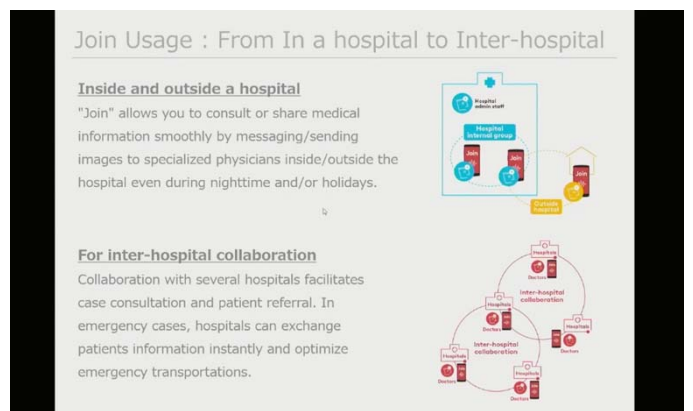 Join Usage : From In a hospital to Inter-hospital
Inside and outside a hospital
"Join" allows you to consult or share medical
information smoothly by messaging/sending
images to specialized physicians inside/outside the
hospital even during nighttime and/or holidays.
Hospital
admin staff
Hospital
internal group
Join
Join
Join
Outside
hospital
For inter-hospital collaboration
Collaboration with several hospitals facilitates
case consultation and patient referral. In
emergency cases, hospitals can exchange
patients information instantly and optimize
emergency transportations.
Hospitals
Doctors
Inter-hospital
collaboration
Hospitals
Doctors
Hospitals
Doctors
Inter-hospital
collaboration
Hospitals
Doctors
Hospitals
Doctors